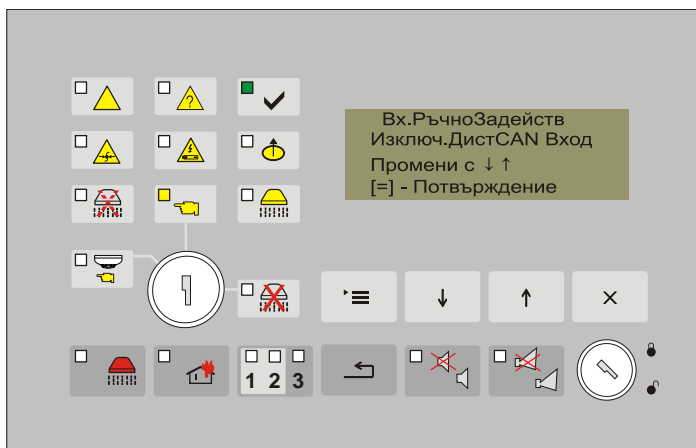 ?
Вх.РъчноЗадейств
Изключ.ДистCAN Вход
Промени с ↓ ↑
[=] - Потвърждение
1 2 3